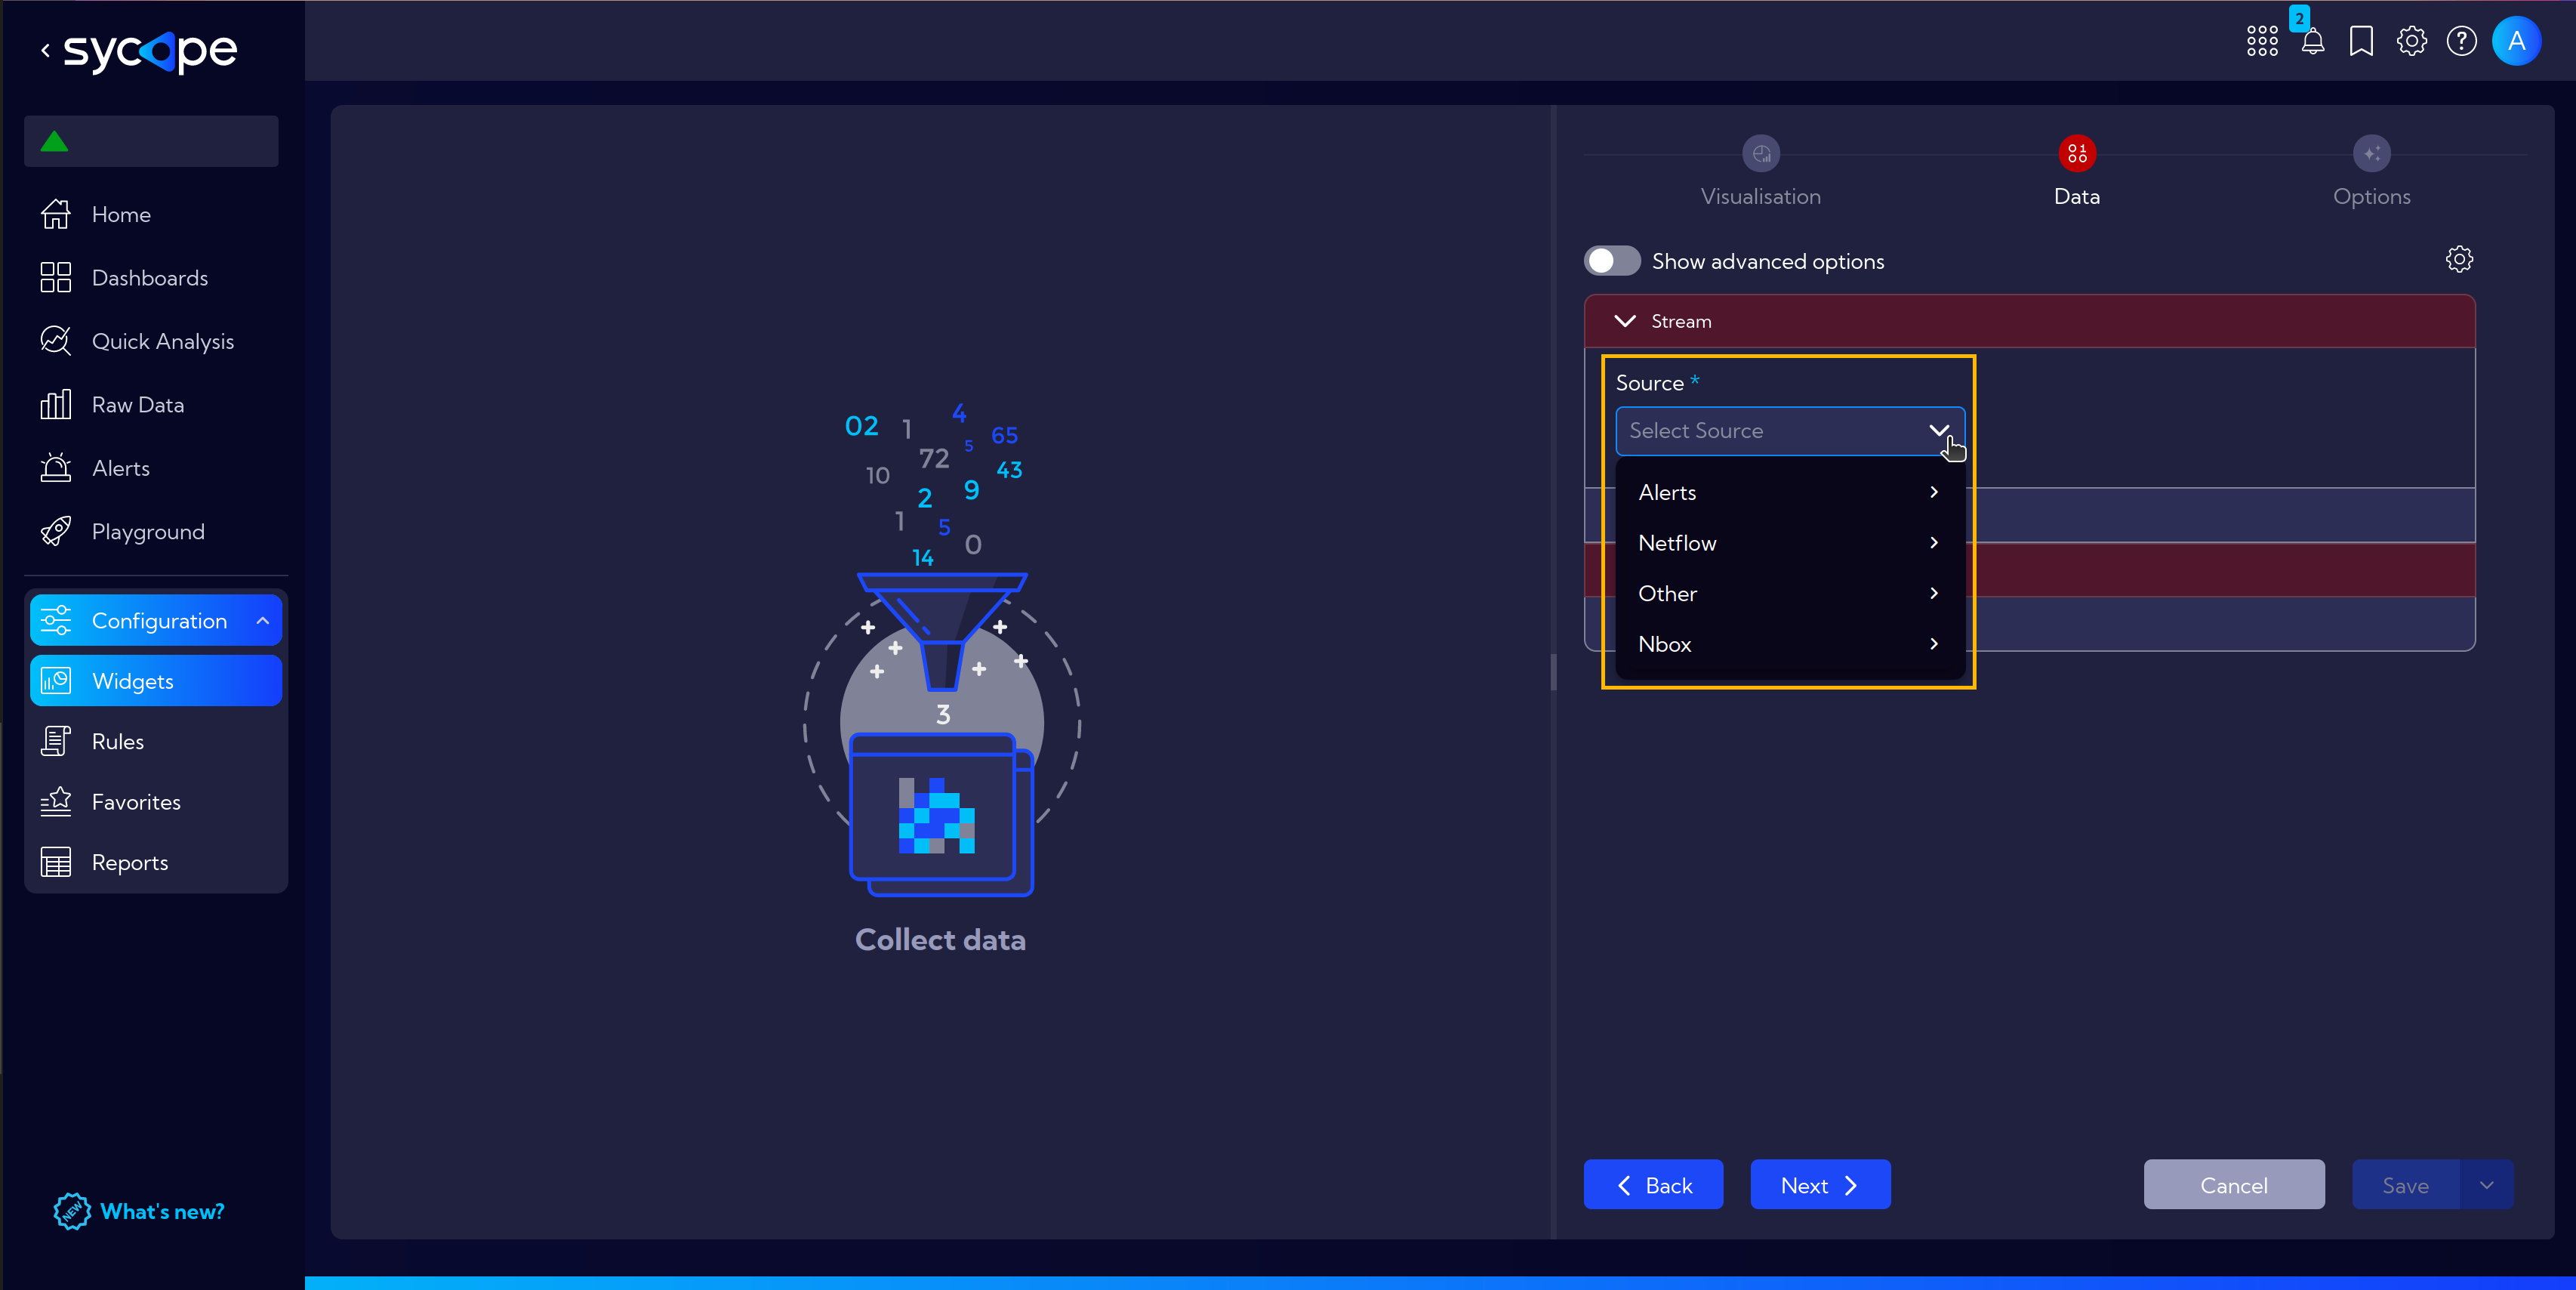 sycope
Home
Dashboards
Quick Analysis
Raw Data
Alerts
Playground
Configuration
Widgets
Rules
Favorites
Reports
NEW What's new?
2
A
02 1 4
5 65
72
10 43
2 9
1 5
14 0
3
Collect data
Visualisation Data Options
Show advanced options
Stream
Source *
Select Source
Alerts
Netflow
Other
Nbox
Back Next Cancel Save